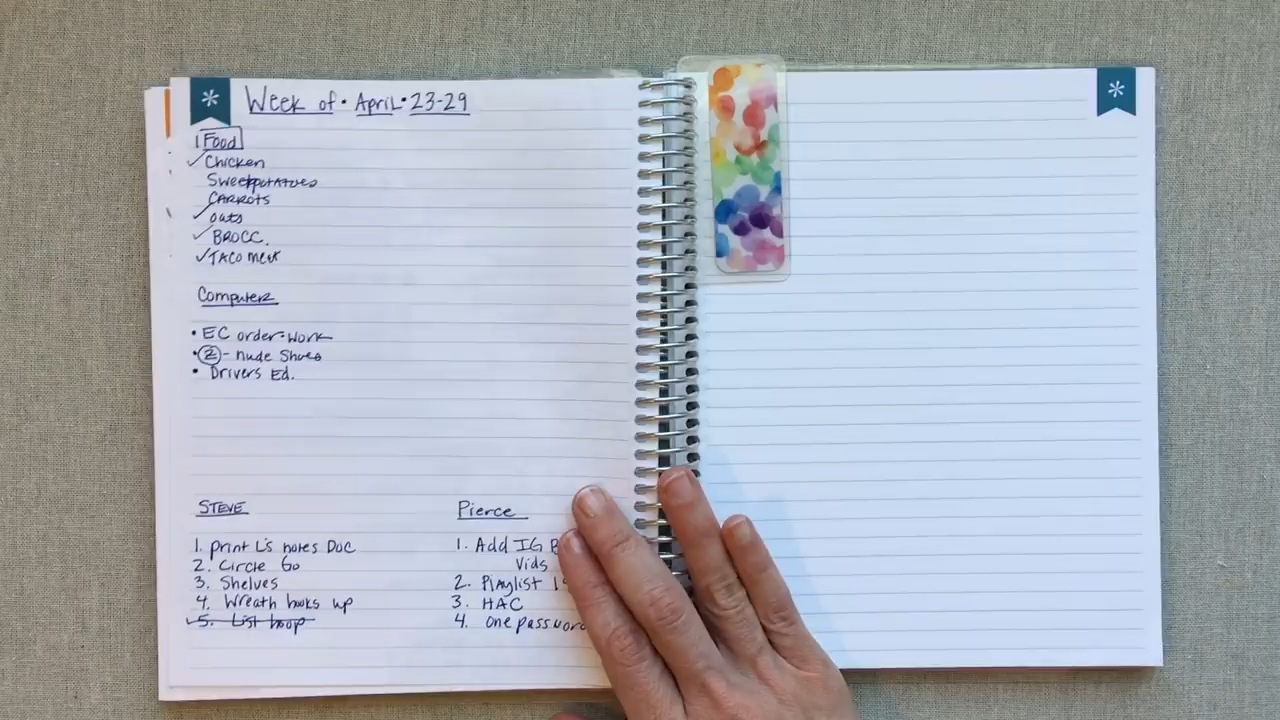 * Week of • April • 23-29 *
Food
✓ Chicken
Sweetpotatoes
CARROTS
✓ oats
✓ BROCC.
✓ TACO meat
Computer
• EC order-work
• Z - nude Shoes
• Drivers Ed.
STEVE
1. print L's notes Doc
2. Circle Go
3. Shelves
4. Wreath hooks up
✓ 5. List hoop
Pierce
1. Add IG
Vids
2. Playlist
3. HAC
4. one password